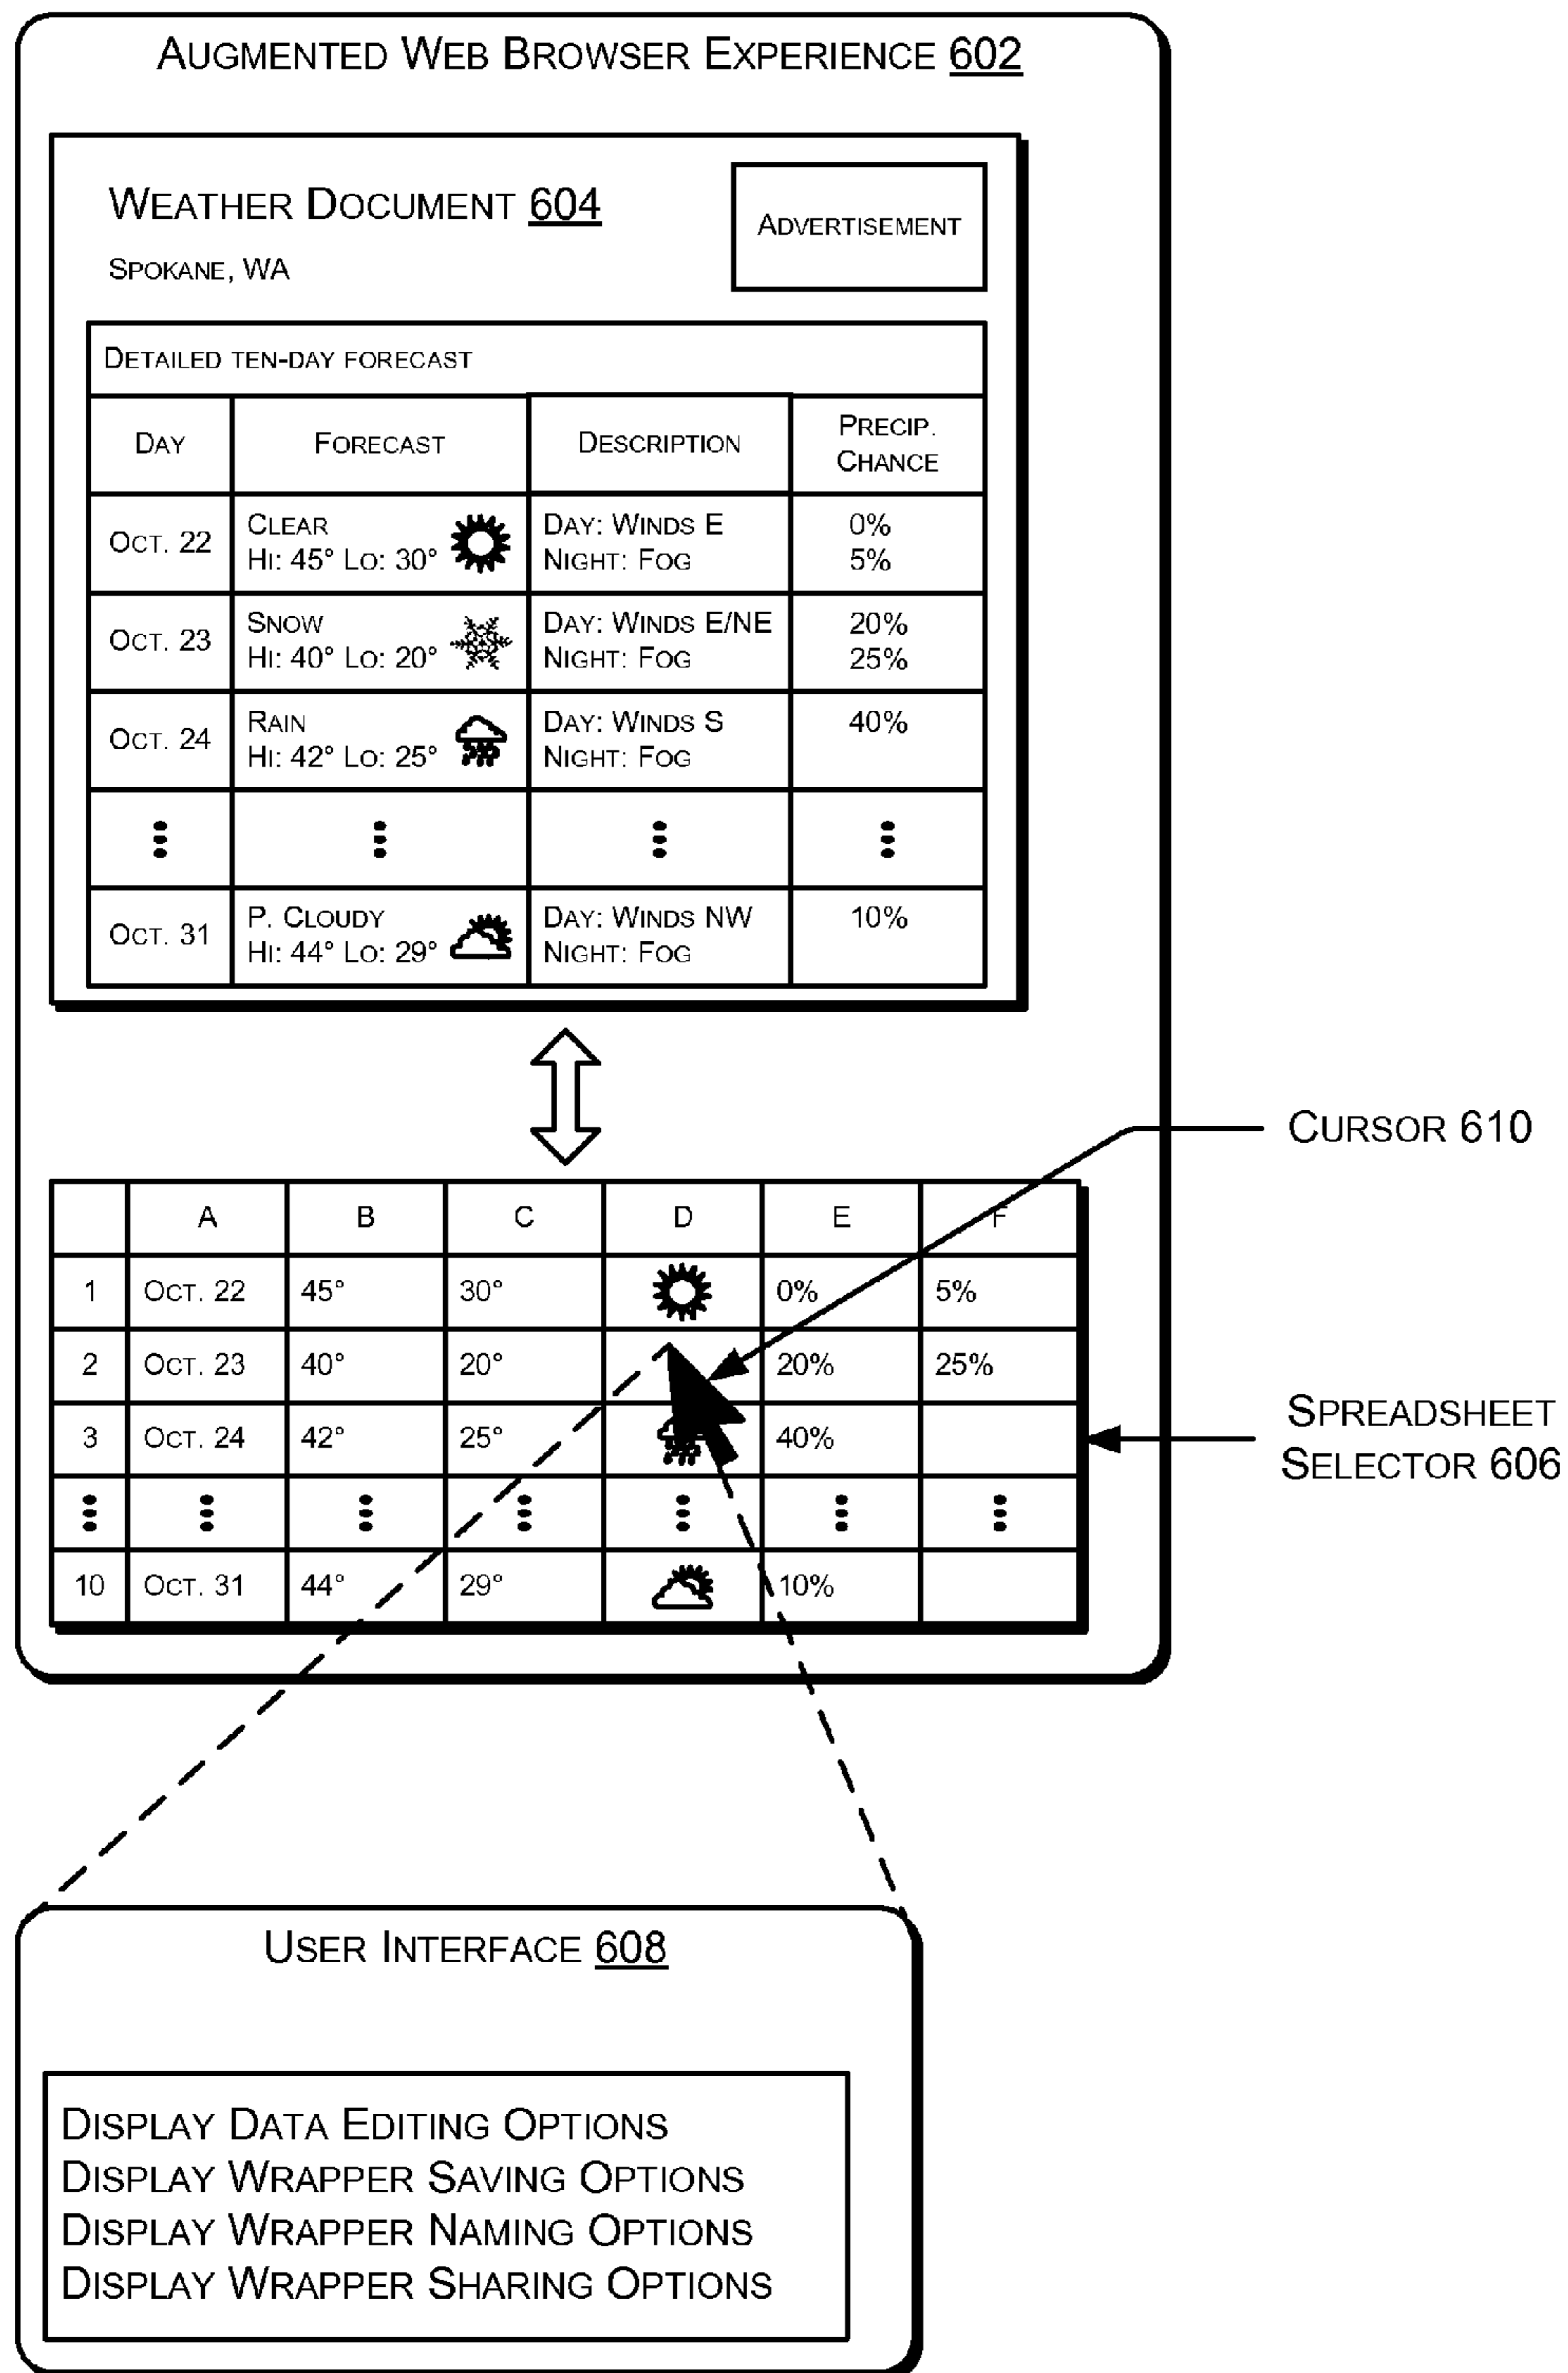 AUGMENTED WEB BROWSER EXPERIENCE 602
WEATHER DOCUMENT 604
SPOKANE, WA
ADVERTISEMENT
DETAILED TEN-DAY FORECAST
DAY FORECAST DESCRIPTION PRECIP. CHANCE
OCT. 22
CLEAR
HI: 45° LO: 30°
DAY: WINDS E
NIGHT: FOG
0%
5%
OCT. 23
SNOW
HI: 40° LO: 20°
DAY: WINDS E/NE
NIGHT: FOG
20%
25%
OCT. 24
RAIN
HI: 42° LO: 25°
DAY: WINDS S
NIGHT: FOG
40%
OCT. 31
P. CLOUDY
HI: 44° LO: 29°
DAY: WINDS NW
NIGHT: FOG
10%
CURSOR 610
A B C D E F
1 OCT. 22 45° 30° 0% 5%
2 OCT. 23 40° 20° 20% 25%
3 OCT. 24 42° 25° 40%
10 OCT. 31 44° 29° 10%
SPREADSHEET
SELECTOR 606
USER INTERFACE 608
DISPLAY DATA EDITING OPTIONS
DISPLAY WRAPPER SAVING OPTIONS
DISPLAY WRAPPER NAMING OPTIONS
DISPLAY WRAPPER SHARING OPTIONS